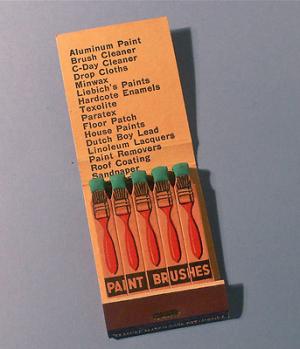 Aluminum Paint
Brush Cleaner
C-Day Cleaner
Drop Cloths
Minwax
Liebich's Paints
Hardcote Enamels
Texolite
Paratex
Floor Patch
House Paints
Dutch Boy Lead
Linoleum Lacquers
Paint Removers
Roof Coating
Sandpaper
PAINT BRUSHES